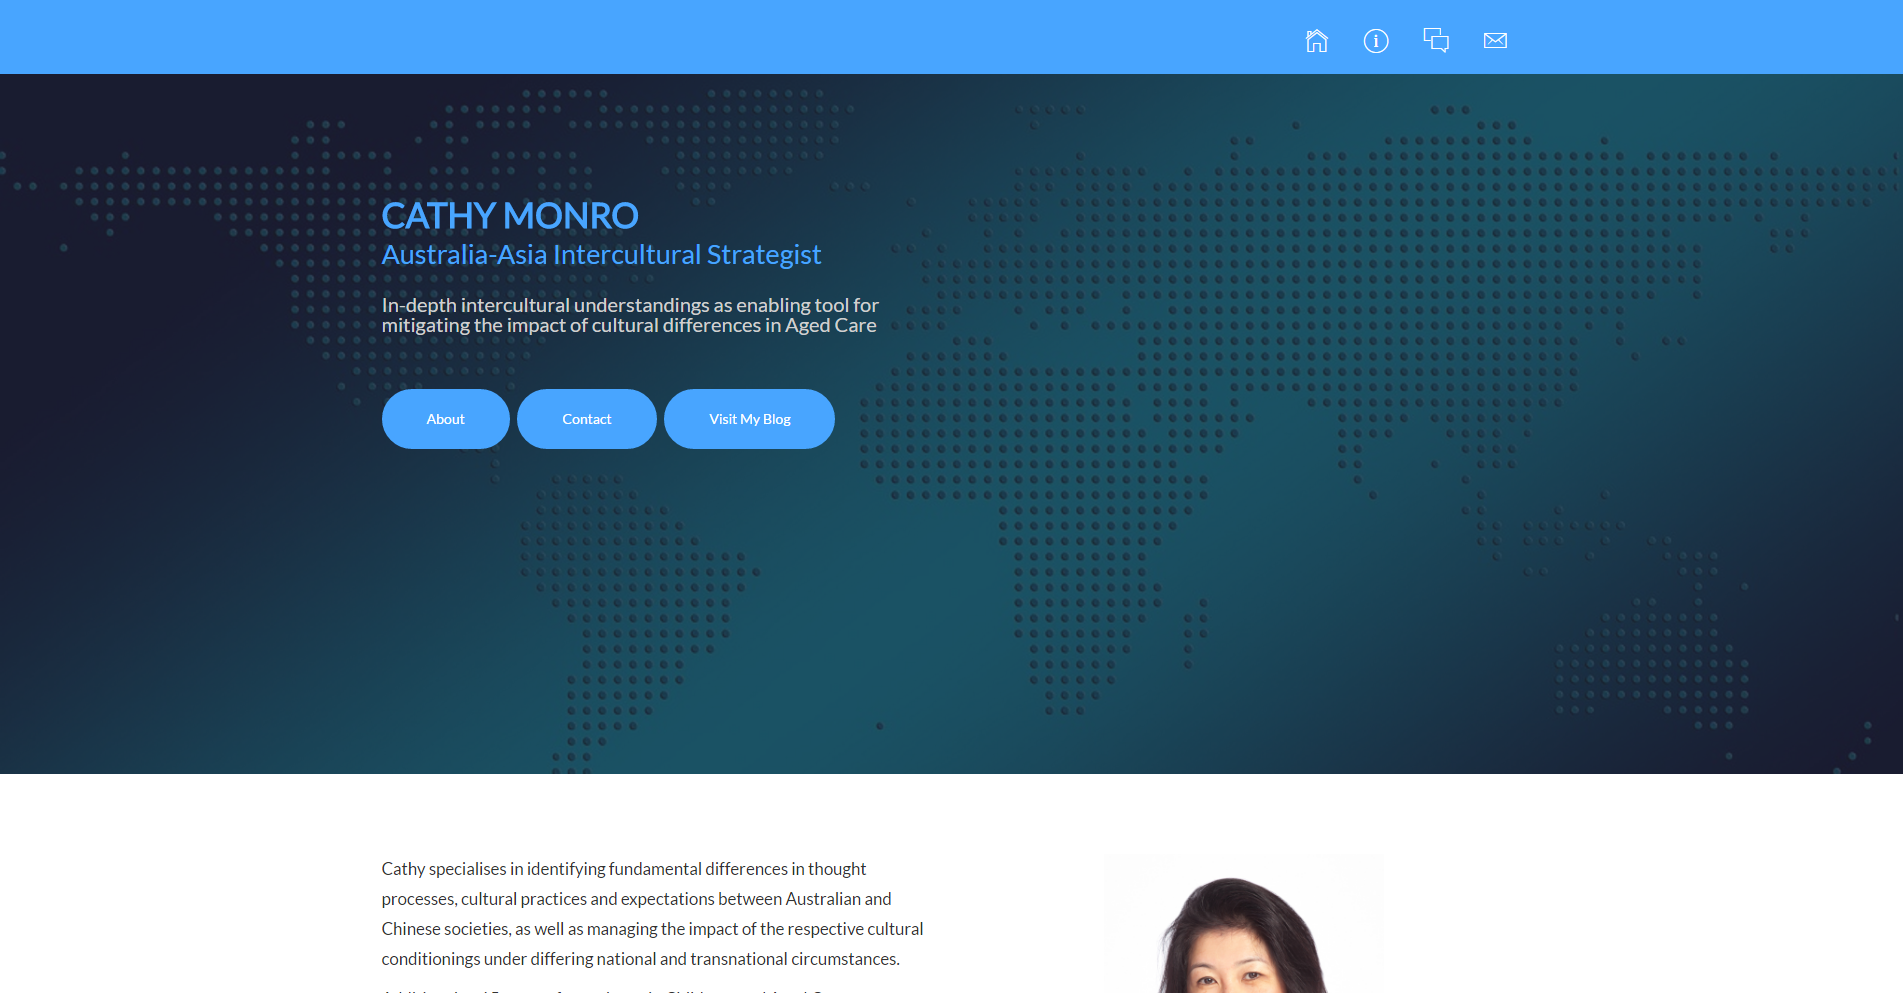 CATHY MONRO
Australia-Asia Intercultural Strategist
In-depth intercultural understandings as enabling tool for
mitigating the impact of cultural differences in Aged Care
About
Contact
Visit My Blog
Cathy specialises in identifying fundamental differences in thought
processes, cultural practices and expectations between Australian and
Chinese societies, as well as managing the impact of the respective cultural
conditionings under differing national and transnational circumstances.